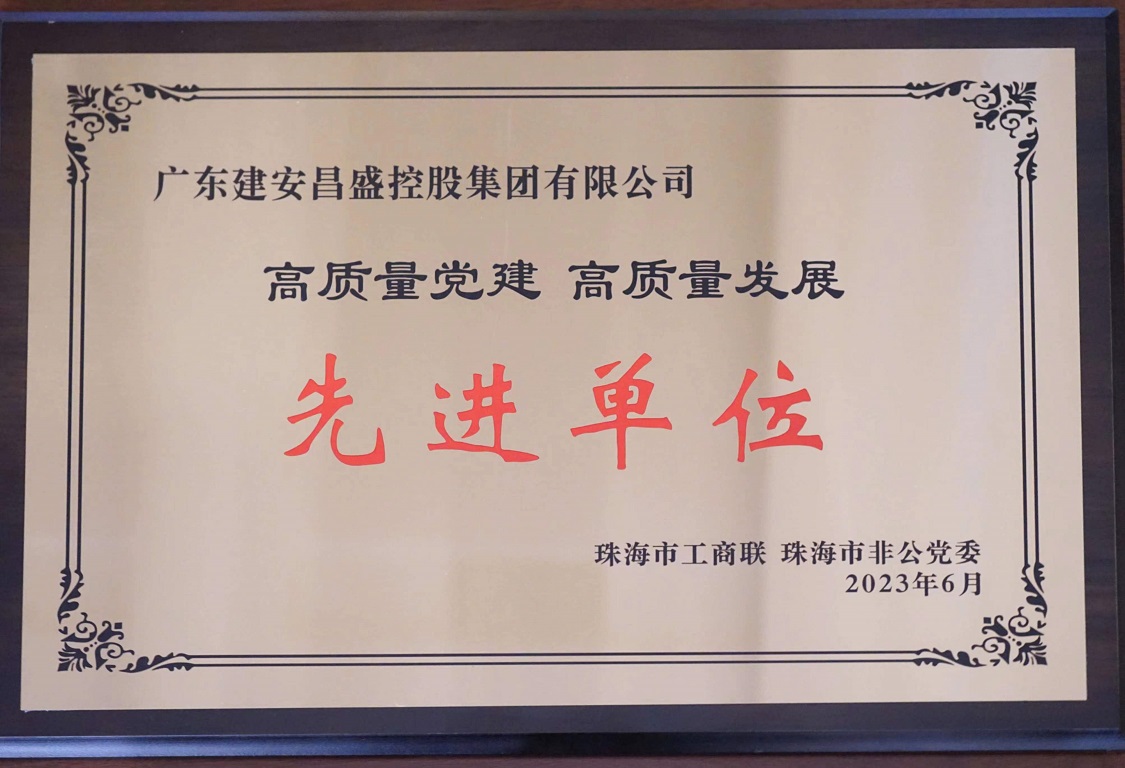 广东建安昌盛控股集团有限公司
高质量党建 高质量发展
先进单位
珠海市工商联 珠海市非公党委
2023年6月